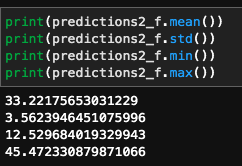 print(predictions2_f.mean())
print(predictions2_f.std())
print(predictions2_f.min())
print(predictions2_f.max())
33.22175653031229
3.5623946451075996
12.529684019329943
45.472330879871066